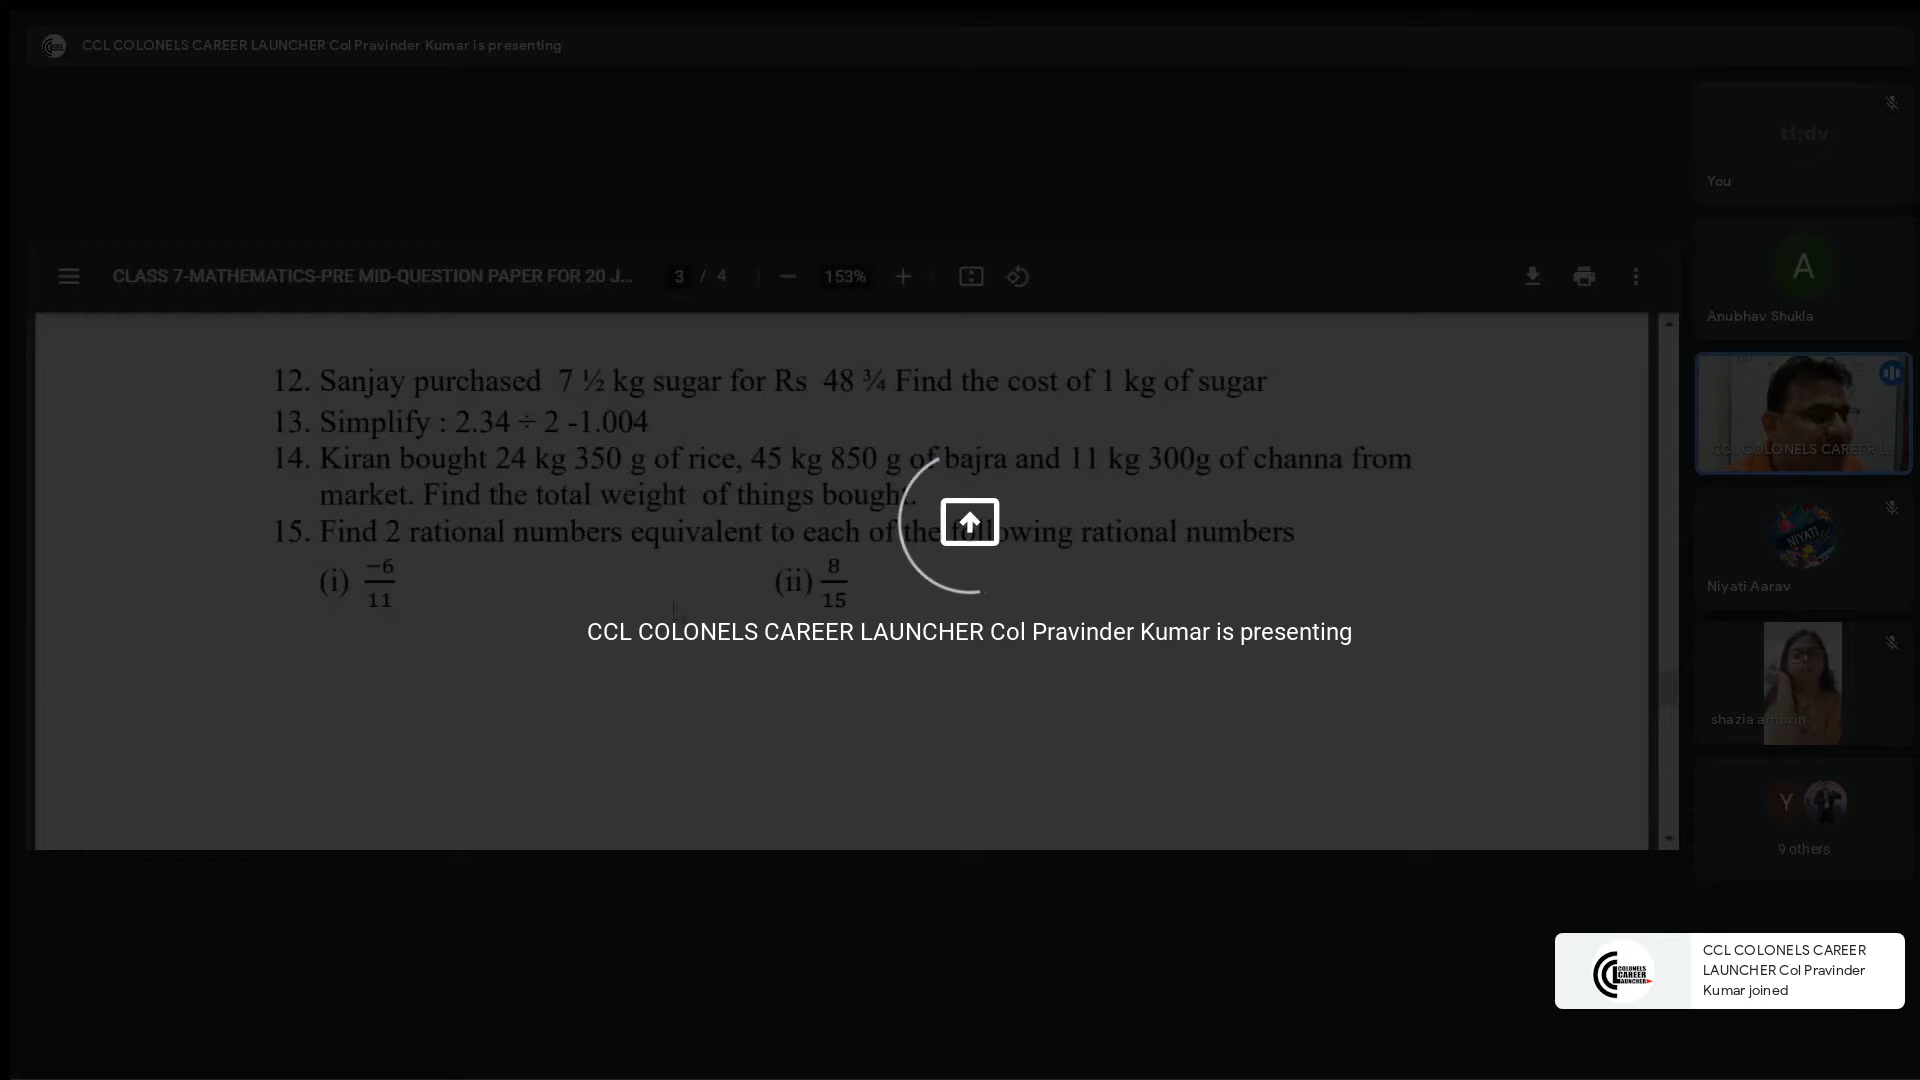 CCL COLONELS CAREER LAUNCHER Col Pravinder Kumar is presenting
You
CLASS 7-MATHEMATICS-PRE MID-QUESTION PAPER FOR 20 J...
3 / 4
153%
A
Anubhav Shukla
12. Sanjay purchased 7 ½ kg sugar for Rs 48 ¾ Find the cost of 1 kg of sugar
13. Simplify : 2.34 ÷ 2 -1.004
14. Kiran bought 24 kg 350 g of rice, 45 kg 850 g of bajra and 11 kg 300g of channa from
market. Find the total weight of things bought.
15. Find 2 rational numbers equivalent to each of the following rational numbers
(i) −6/11 (ii) 8/15
CCL COLONELS CAREER L...
CCL COLONELS CAREER LAUNCHER Col Pravinder Kumar is presenting
NIYATI
Niyati Aarav
shazia ambrin
Y
9 others
COLONELS
CAREER
LAUNCHER
CCL COLONELS CAREER
LAUNCHER Col Pravinder
Kumar joined